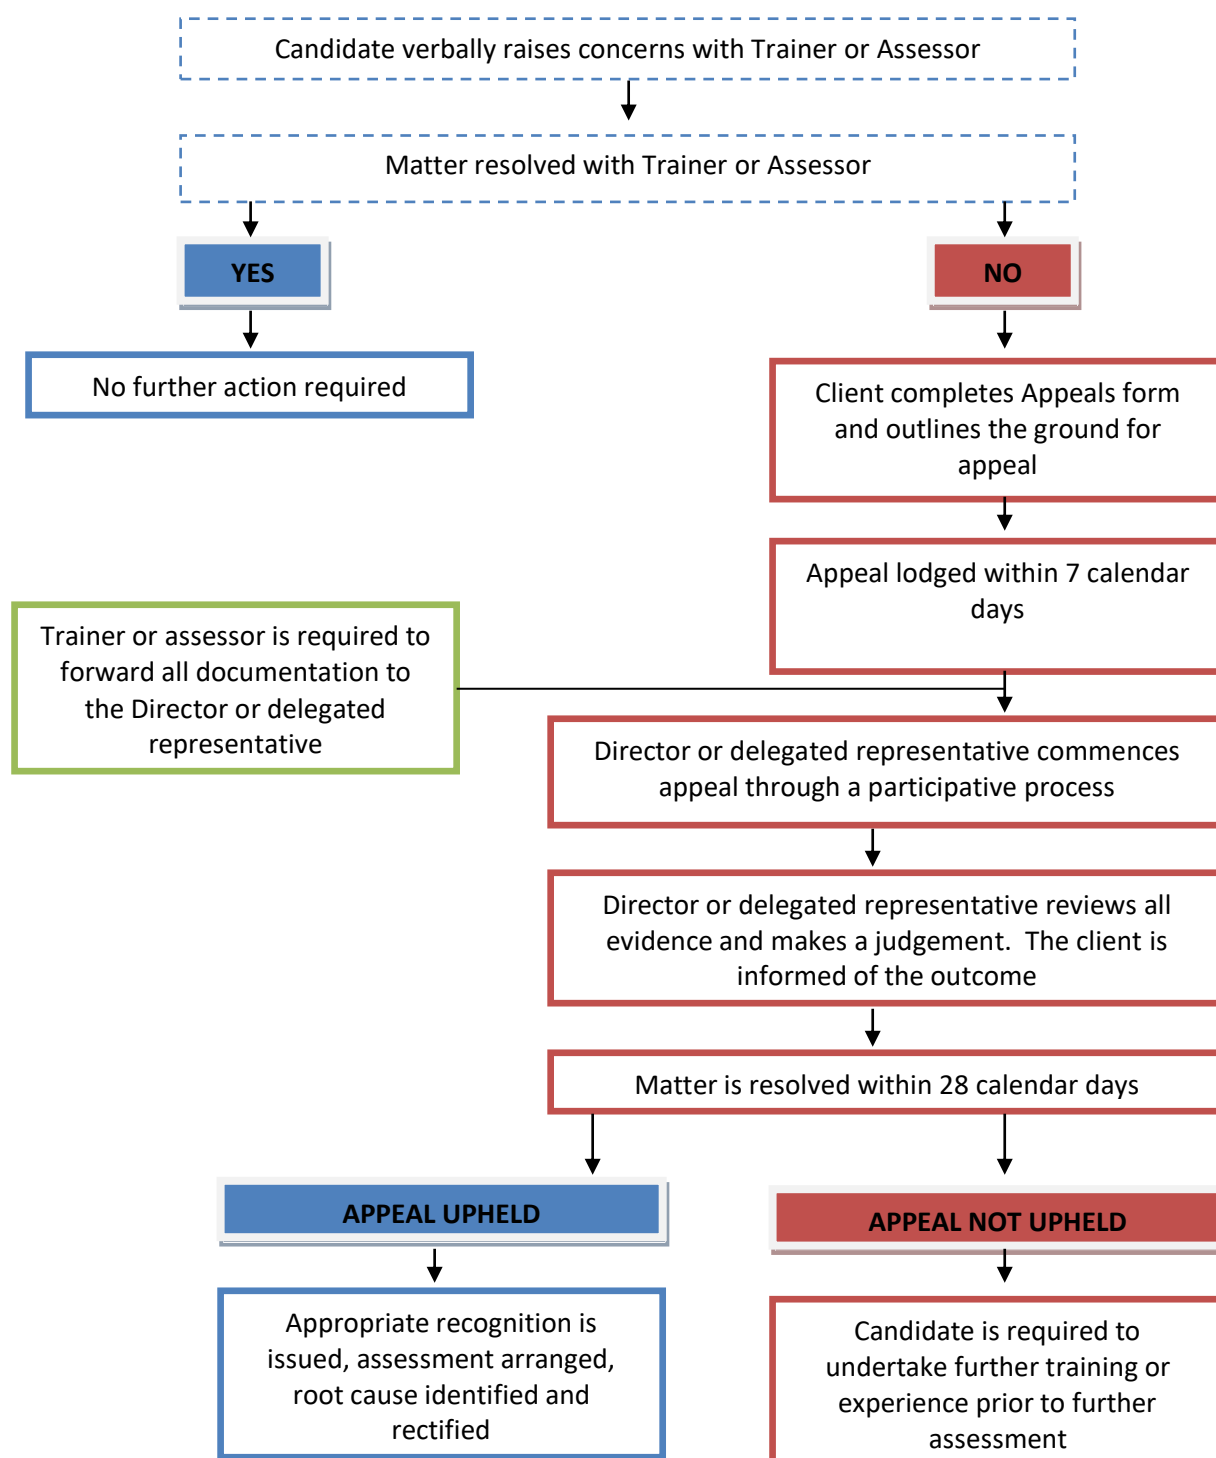 Candidate verbally raises concerns with Trainer or Assessor
Matter resolved with Trainer or Assessor
YES
NO
No further action required
Client completes Appeals form
and outlines the ground for
appeal
Appeal lodged within 7 calendar
days
Trainer or assessor is required to
forward all documentation to
the Director or delegated
representative
Director or delegated representative commences
appeal through a participative process
Director or delegated representative reviews all
evidence and makes a judgement.  The client is
informed of the outcome
Matter is resolved within 28 calendar days
APPEAL UPHELD
APPEAL NOT UPHELD
Appropriate recognition is
issued, assessment arranged,
root cause identified and
rectified
Candidate is required to
undertake further training or
experience prior to further
assessment